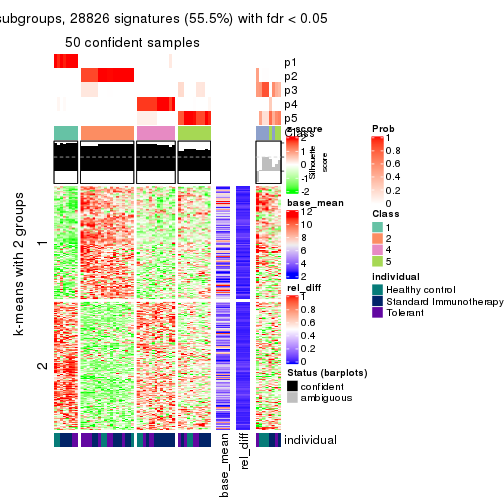 subgroups, 28826 signatures (55.5%) with fdr < 0.05
50 confident samples
p1
p2
p3
p4
p5
Class
z-score
2
1
0
-1
-2
Silhouette
score
k-means with 2 groups
1
2
base_mean
12
10
8
6
4
2
rel_diff
1
0.8
0.6
0.4
0.2
0
Status (barplots)
confident
ambiguous
Prob
1
0.8
0.6
0.4
0.2
0
Class
1
2
4
5
individual
Healthy control
Standard Immunotherapy
Tolerant
individual
base_mean
rel_diff